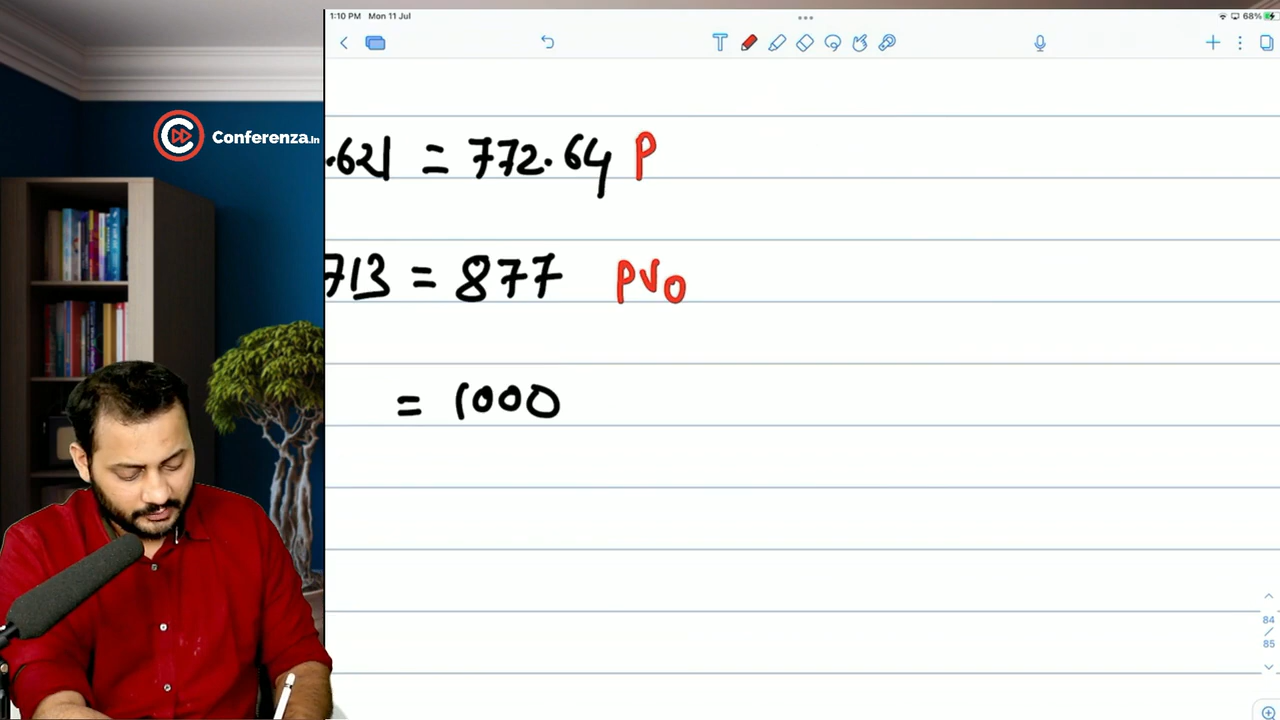 1:10 PM Mon 11 Jul
68%
Conferenza.in
.621 = 772.64 P
713 = 877 PV0
= 1000
84
/
85